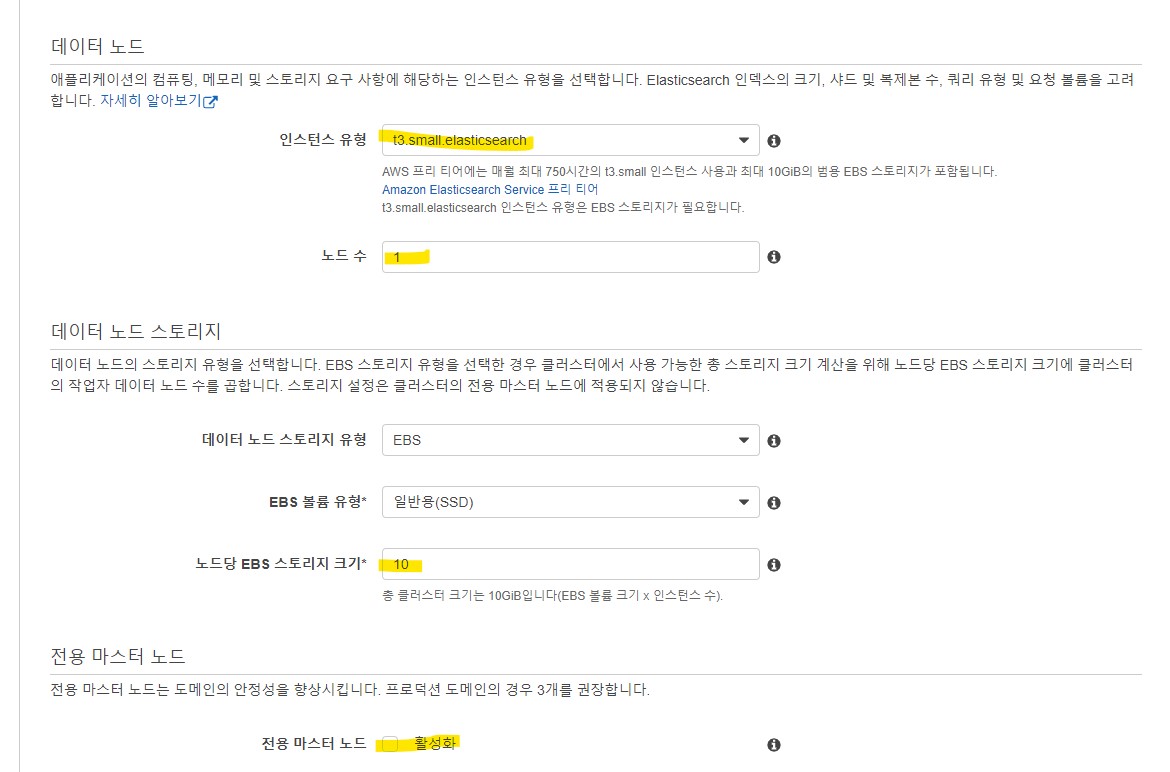 데이터 노드
애플리케이션의 컴퓨팅, 메모리 및 스토리지 요구 사항에 해당하는 인스턴스 유형을 선택합니다. Elasticsearch 인덱스의 크기, 샤드 및 복제본 수, 쿼리 유형 및 요청 볼륨을 고려
합니다. 자세히 알아보기
인스턴스 유형 t3.small.elasticsearch
AWS 프리 티어에는 매월 최대 750시간의 t3.small 인스턴스 사용과 최대 10GiB의 범용 EBS 스토리지가 포함됩니다.
Amazon Elasticsearch Service 프리 티어
t3.small.elasticsearch 인스턴스 유형은 EBS 스토리지가 필요합니다.
노드 수 1
데이터 노드 스토리지
데이터 노드의 스토리지 유형을 선택합니다. EBS 스토리지 유형을 선택한 경우 클러스터에서 사용 가능한 총 스토리지 크기 계산을 위해 노드당 EBS 스토리지 크기에 클러스터
의 작업자 데이터 노드 수를 곱합니다. 스토리지 설정은 클러스터의 전용 마스터 노드에 적용되지 않습니다.
데이터 노드 스토리지 유형 EBS
EBS 볼륨 유형* 일반용(SSD)
노드당 EBS 스토리지 크기* 10
총 클러스터 크기는 10GiB입니다(EBS 볼륨 크기 x 인스턴스 수).
전용 마스터 노드
전용 마스터 노드는 도메인의 안정성을 향상시킵니다. 프로덕션 도메인의 경우 3개를 권장합니다.
전용 마스터 노드 활성화